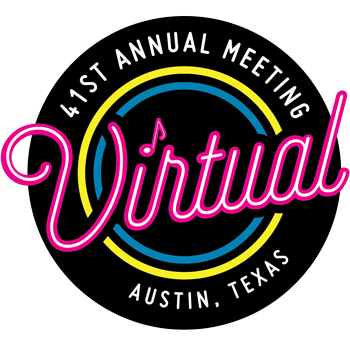 41ST ANNUAL MEETING
Virtual
AUSTIN, TEXAS